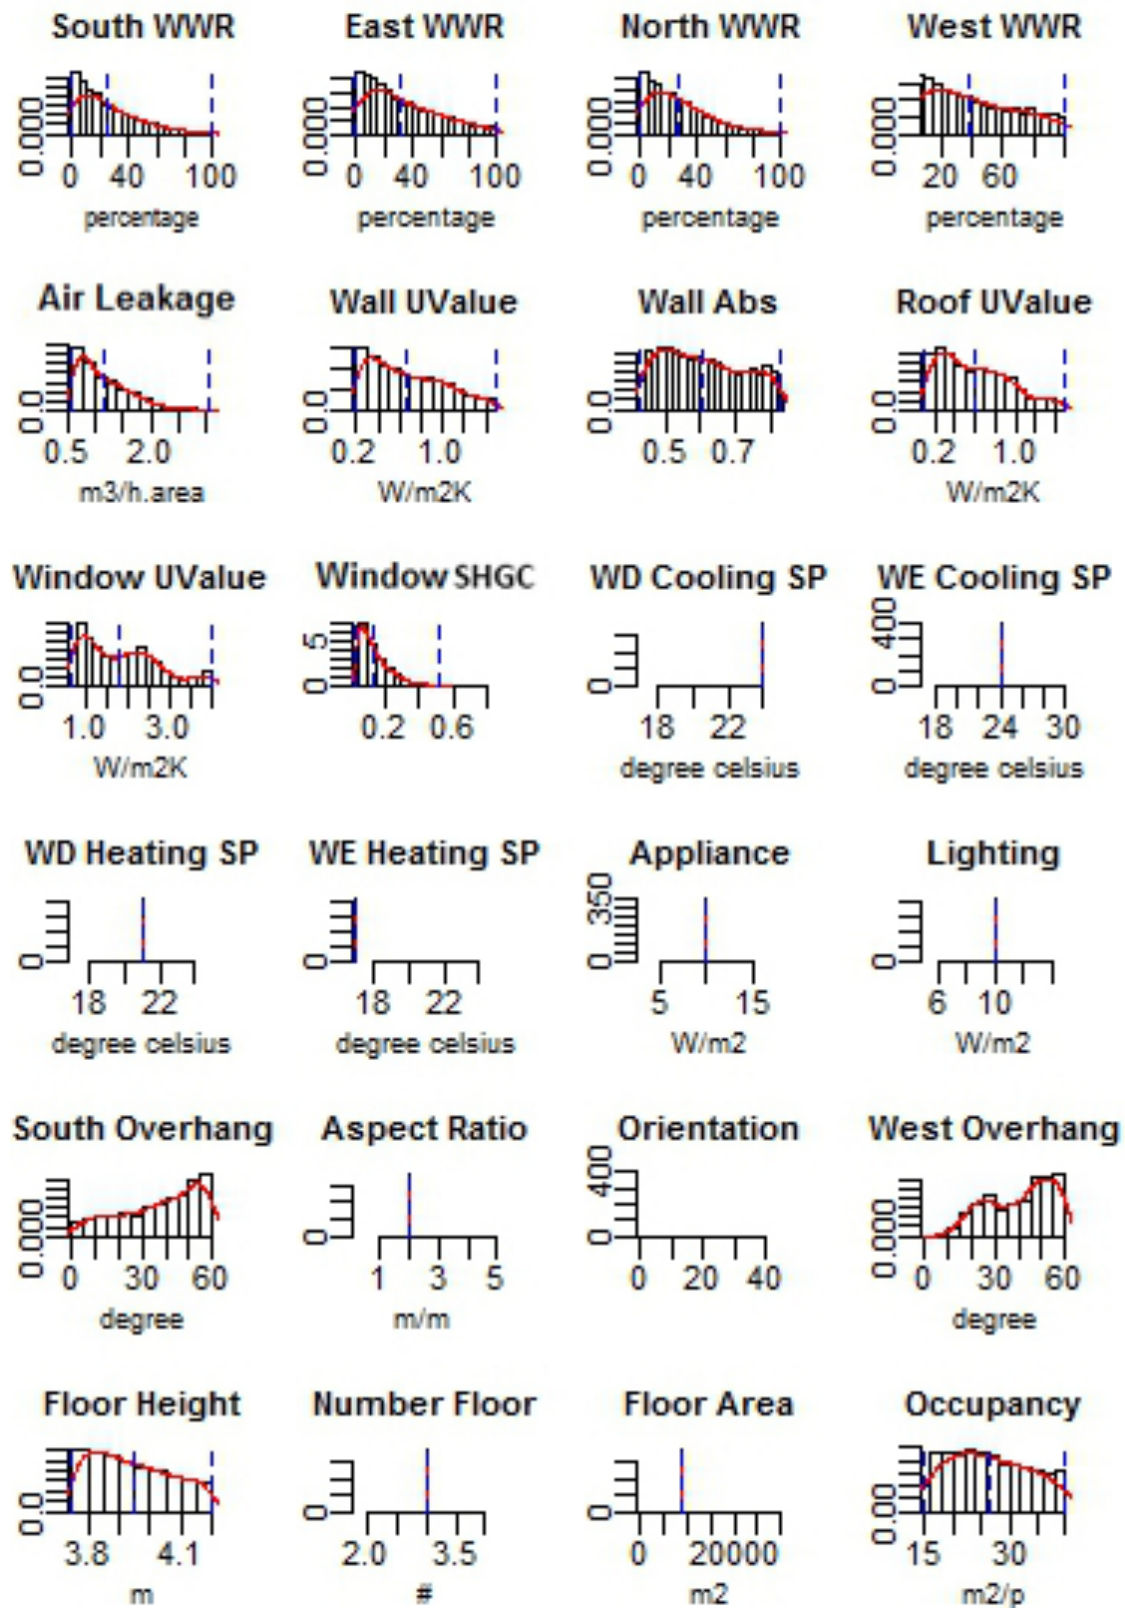 South WWR East WWR North WWR West WWR
0.000 0.000 0.000 0.000
0 40 100 0 40 100 0 40 100 20 60
percentage percentage percentage percentage
Air Leakage Wall UValue Wall Abs Roof UValue
0.0 0.0 0.0 0.0
0.5 2.0 0.2 1.0 0.5 0.7 0.2 1.0
m3/h.area W/m2K W/m2K
Window UValue Window SHGC WD Cooling SP WE Cooling SP
0.0 0 5 0 0 400
1.0 3.0 0.2 0.6 18 22 18 24 30
W/m2K degree celsius degree celsius
WD Heating SP WE Heating SP Appliance Lighting
0 0 0 350 0
18 22 18 22 5 15 6 10
degree celsius degree celsius W/m2 W/m2
South Overhang Aspect Ratio Orientation West Overhang
0.000 0 0 400 0.000
0 30 60 1 3 5 0 20 40 0 30 60
degree m/m degree
Floor Height Number Floor Floor Area Occupancy
0.0 0 0 0.00
3.8 4.1 2.0 3.5 0 20000 15 30
m # m2 m2/p